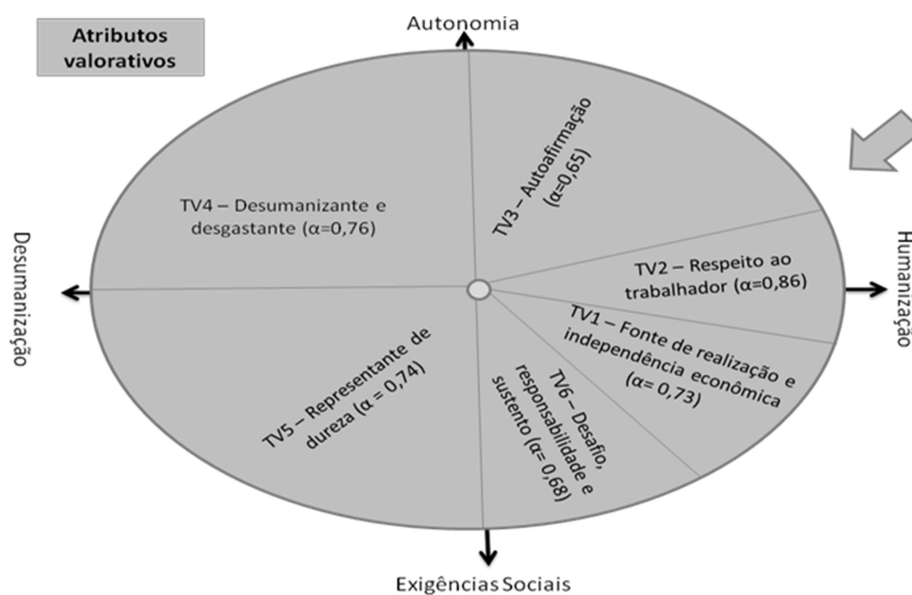 Autonomia
Atributos
valorativos
TV3 – Autoafirmação
(α=0,65)
TV4 – Desumanizante e
desgastante (α=0,76)
Desumanização
Humanização
TV2 – Respeito ao
trabalhador (α=0,86)
TV1 – Fonte de realização e
independência econômica
(α= 0,73)
TV5 – Representante de
dureza (α = 0,74)
TV6 – Desafio,
responsabilidade e
sustento (α= 0,68)
Exigências Sociais